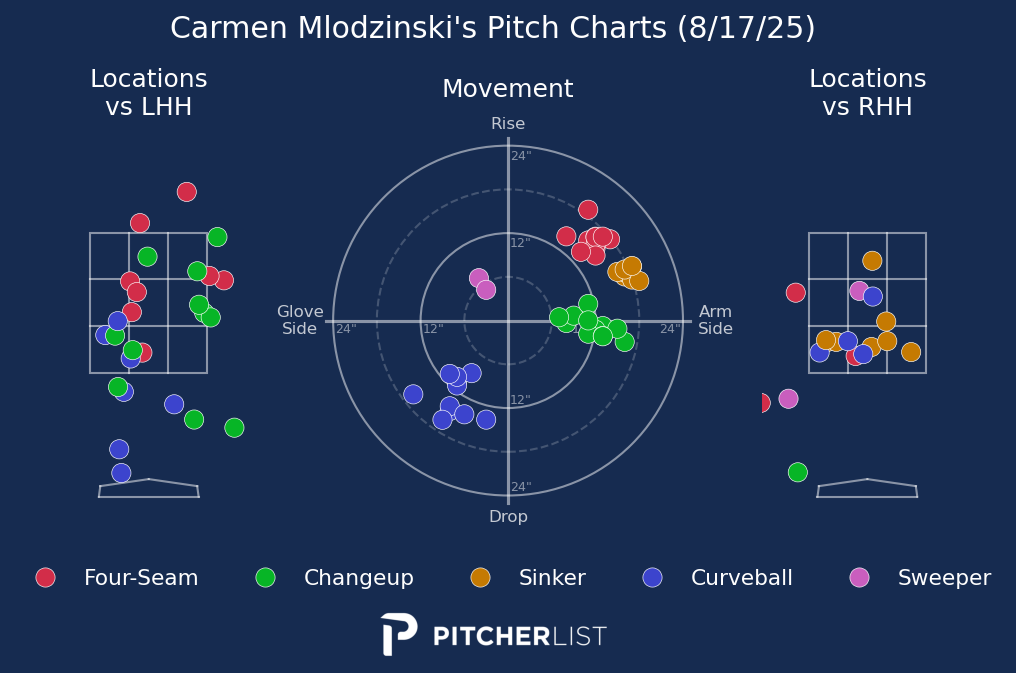 Carmen Mlodzinski's Pitch Charts (8/17/25)
Locations
vs LHH
Movement
Locations
vs RHH
Rise
24"
12"
Glove
Side
24"
12"
24"
Arm
Side
12"
24"
Drop
Four-Seam
Changeup
Sinker
Curveball
Sweeper
PITCHERLIST